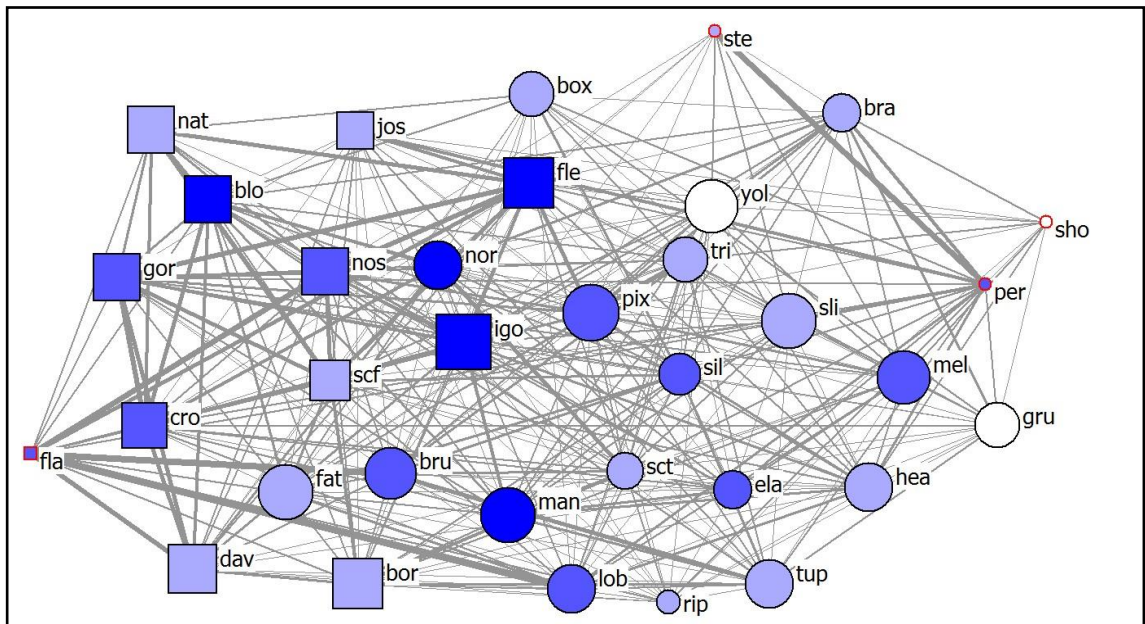 ste
box
bra
nat
jos
fle
blo
yol
sho
tri
nor
gor
nos
per
pix
sli
igo
sil
mel
scf
cro
gru
fla
bru
sct
fat
ela
hea
man
dav
bor
lob
tup
rip